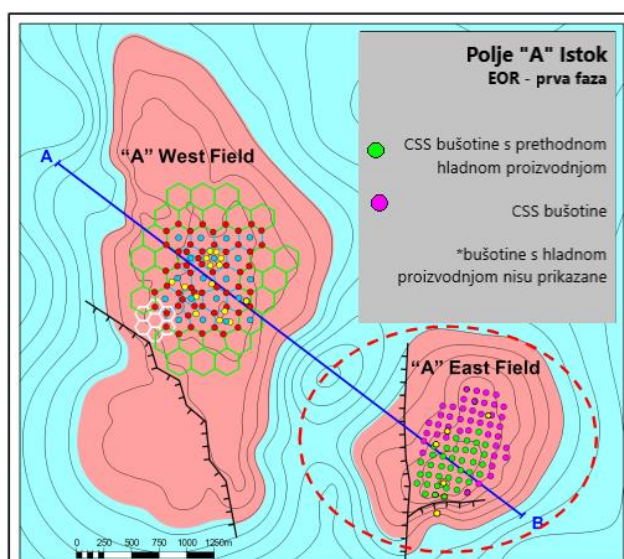 Polje "A" Istok
EOR - prva faza
CSS bušotine s prethodnom
hladnom proizvodnjom
CSS bušotine
*bušotine s hladnom
proizvodnjom nisu prikazane
A
"A" West Field
"A" East Field
B
0 250 500 750 1000 1250m